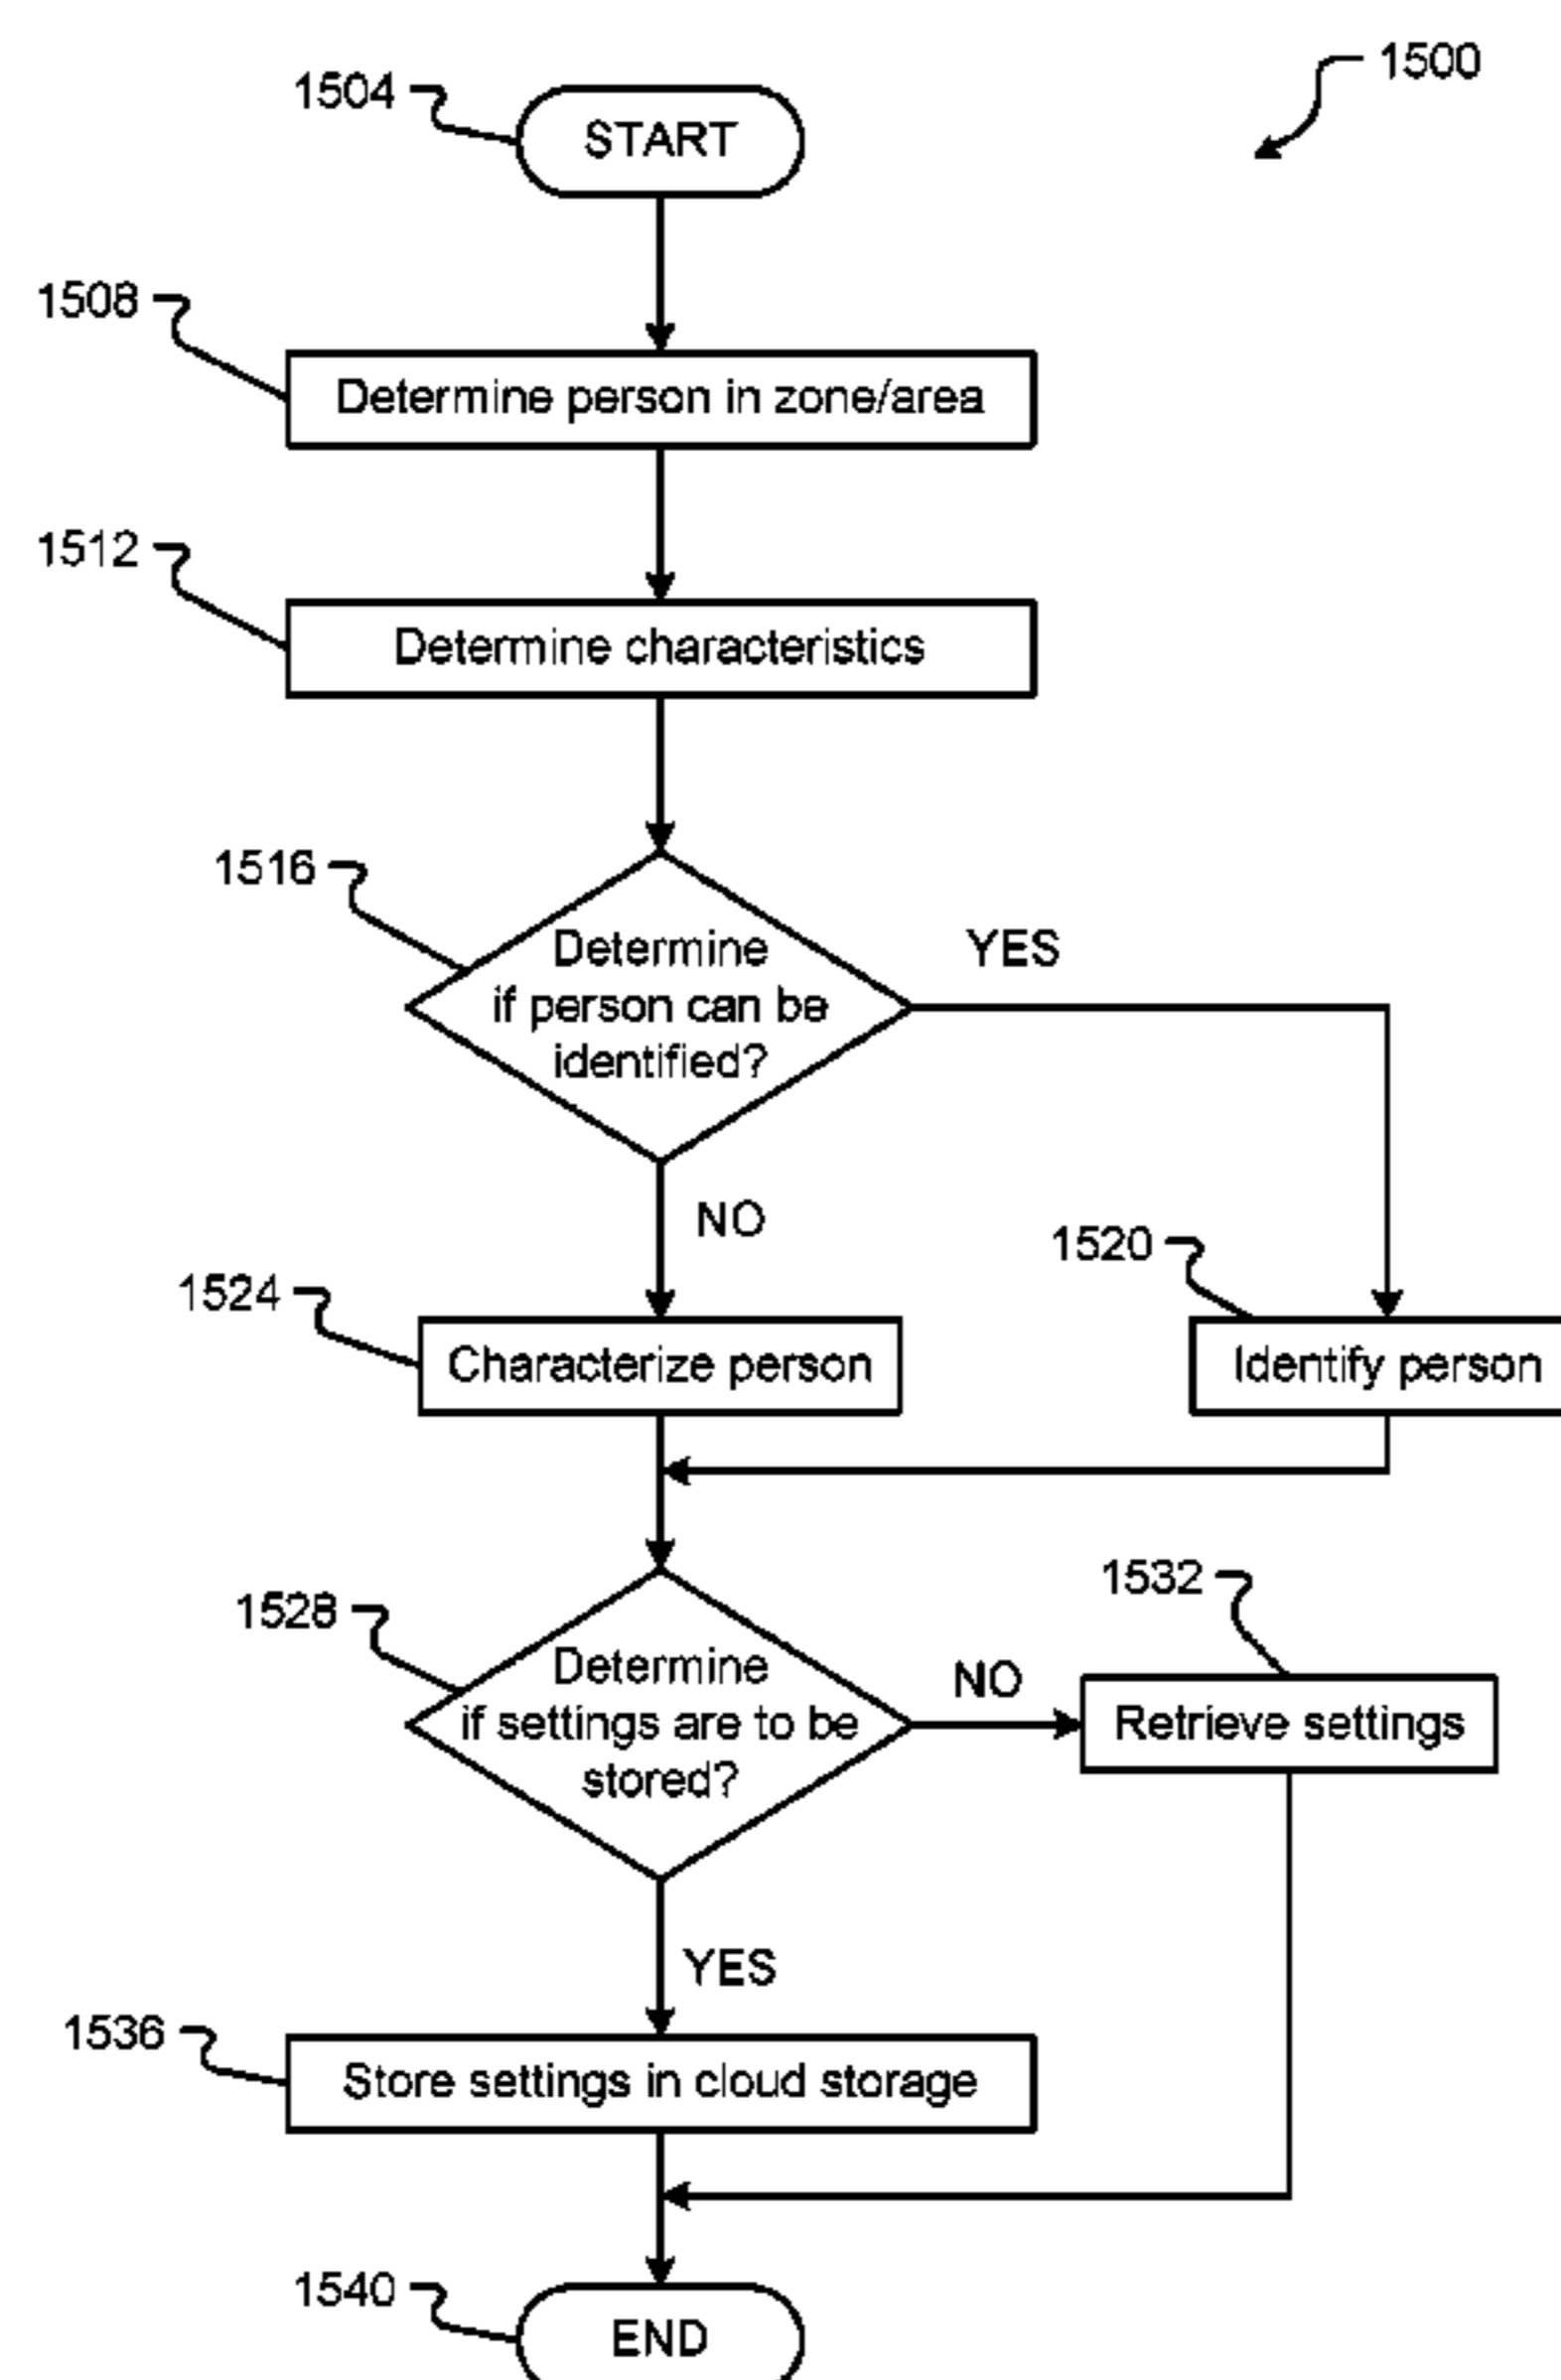 1500
1504
START
1508
Determine person in zone/area
1512
Determine characteristics
1516
Determine
if person can be
identified?
YES
NO
1520
1524
Characterize person
Identify person
1528
1532
Determine
if settings are to be
stored?
NO
Retrieve settings
YES
1536
Store settings in cloud storage
1540
END